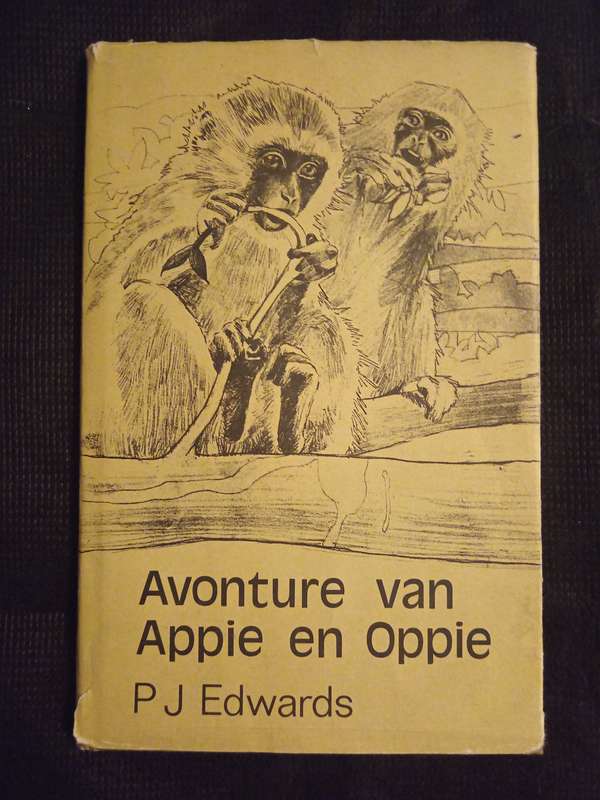 Avonture van
Appie en Oppie
P J Edwards